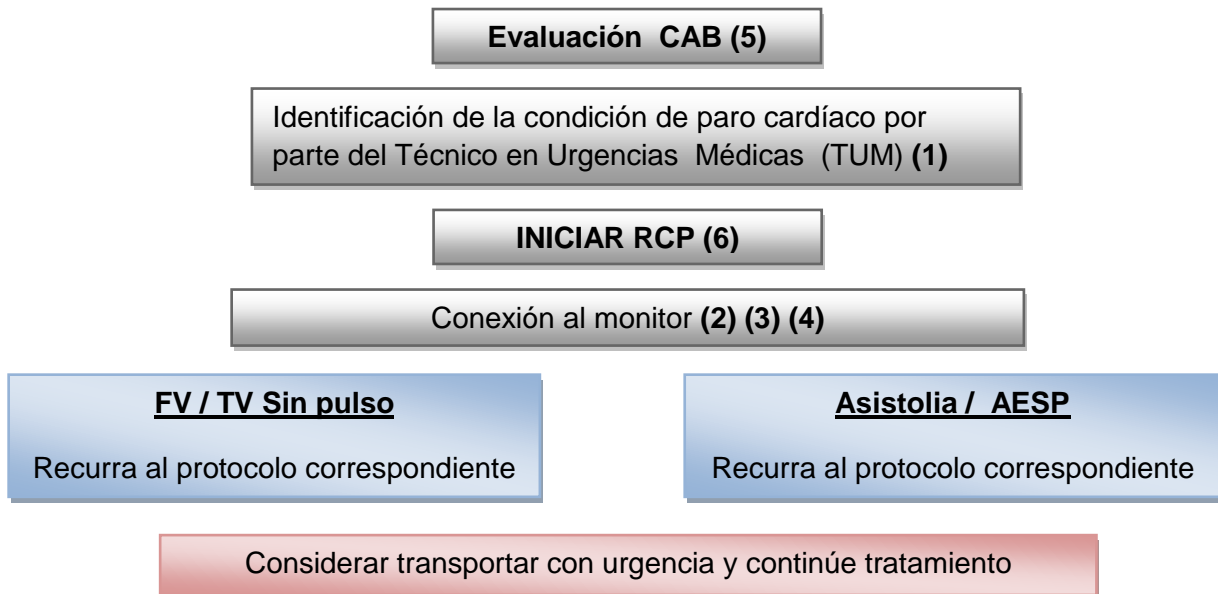 Evaluación CAB (5)
Identificación de la condición de paro cardíaco por
parte del Técnico en Urgencias Médicas (TUM) (1)
INICIAR RCP (6)
Conexión al monitor (2) (3) (4)
FV / TV Sin pulso
Recurra al protocolo correspondiente
Asistolia / AESP
Recurra al protocolo correspondiente
Considerar transportar con urgencia y continúe tratamiento